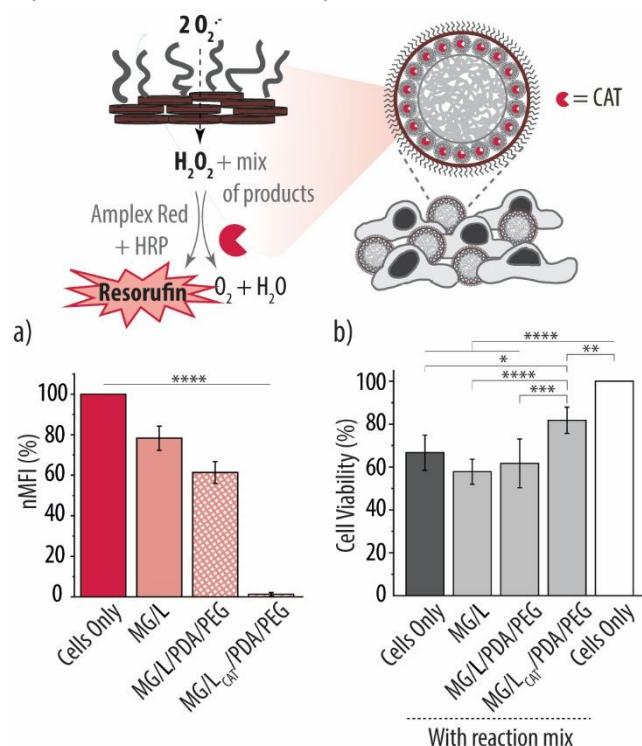 2 O₂·⁻
= CAT
H₂O₂ + mix
of products
Amplex Red
+ HRP
Resorufin
O₂ + H₂O
a)
****
nMFI (%)
100
80
60
40
20
0
Cells Only
MG/L
MG/L/PDA/PEG
MG/L_CAT/PDA/PEG
b)
****
*
**
****
***
Cell Viability (%)
100
80
60
40
20
0
Cells Only
MG/L
MG/L/PDA/PEG
MG/L_CAT/PDA/PEG
Cells Only
With reaction mix